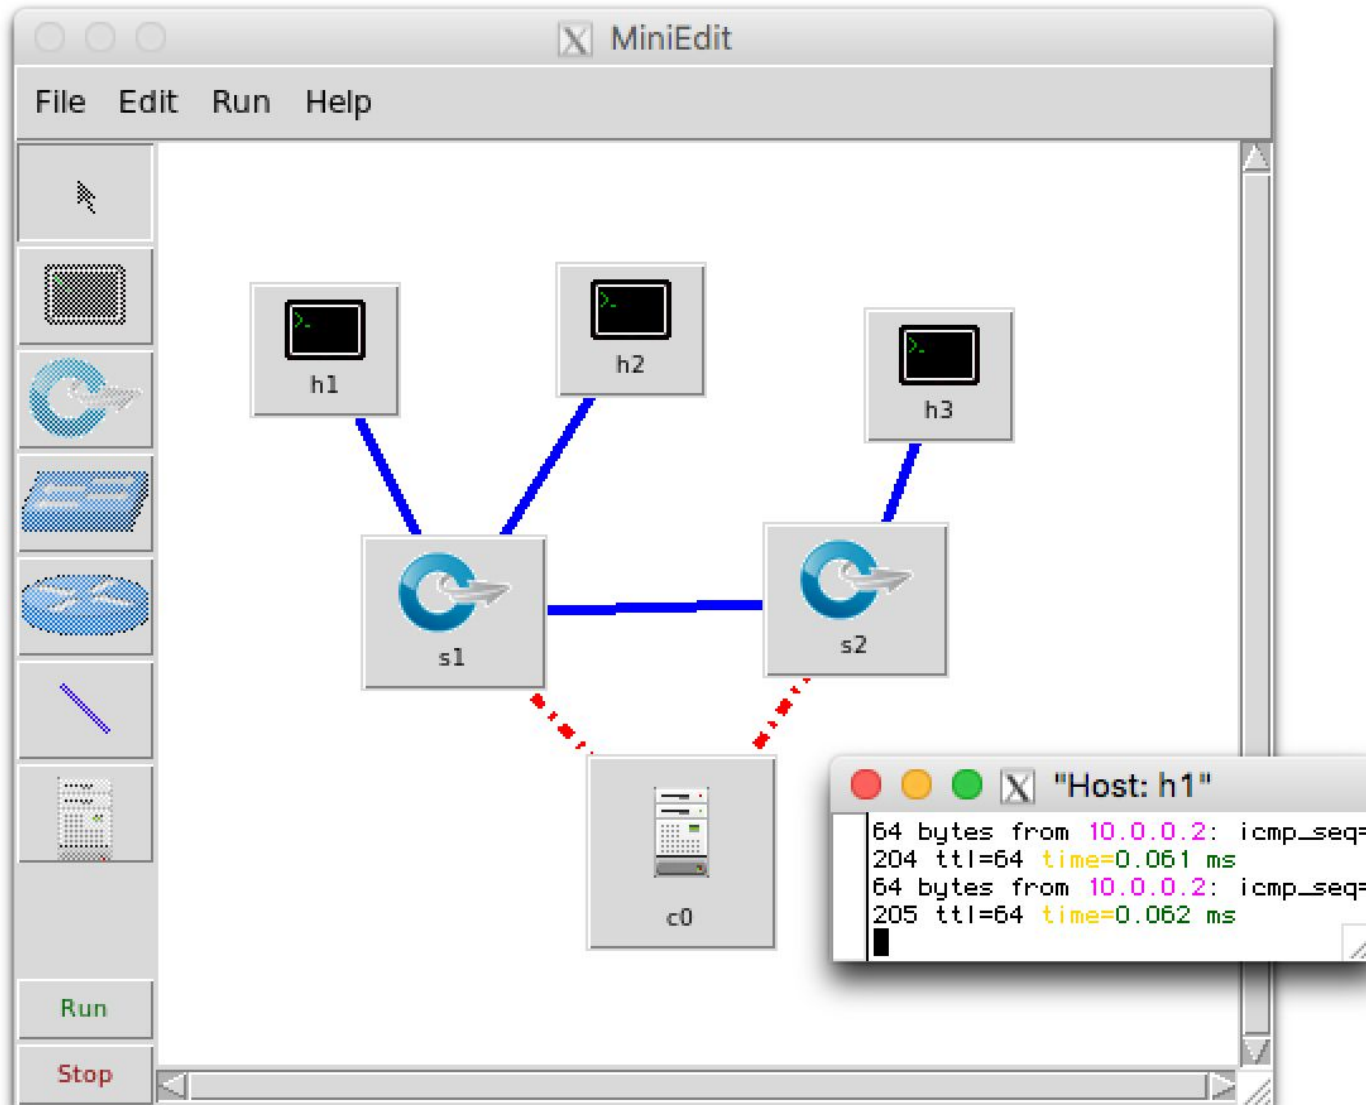 MiniEdit
File Edit Run Help
h1
h2
h3
s1
s2
c0
Run
Stop
"Host: h1"
64 bytes from 10.0.0.2: icmp_seq=
204 ttl=64 time=0.061 ms
64 bytes from 10.0.0.2: icmp_seq=
205 ttl=64 time=0.062 ms